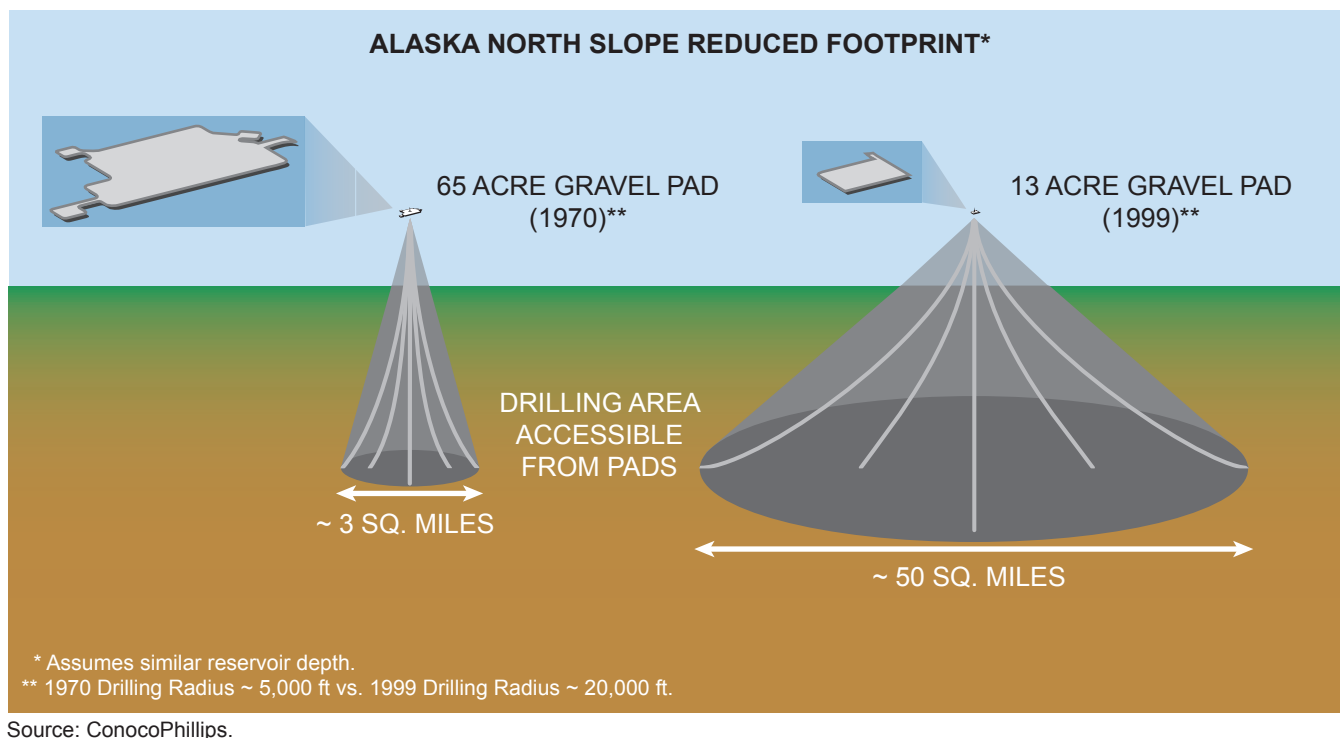 ALASKA NORTH SLOPE REDUCED FOOTPRINT*
65 ACRE GRAVEL PAD
(1970)**
13 ACRE GRAVEL PAD
(1999)**
DRILLING AREA
ACCESSIBLE
FROM PADS
~ 3 SQ. MILES
~ 50 SQ. MILES
* Assumes similar reservoir depth.
** 1970 Drilling Radius ~ 5,000 ft vs. 1999 Drilling Radius ~ 20,000 ft.
Source: ConocoPhillips.